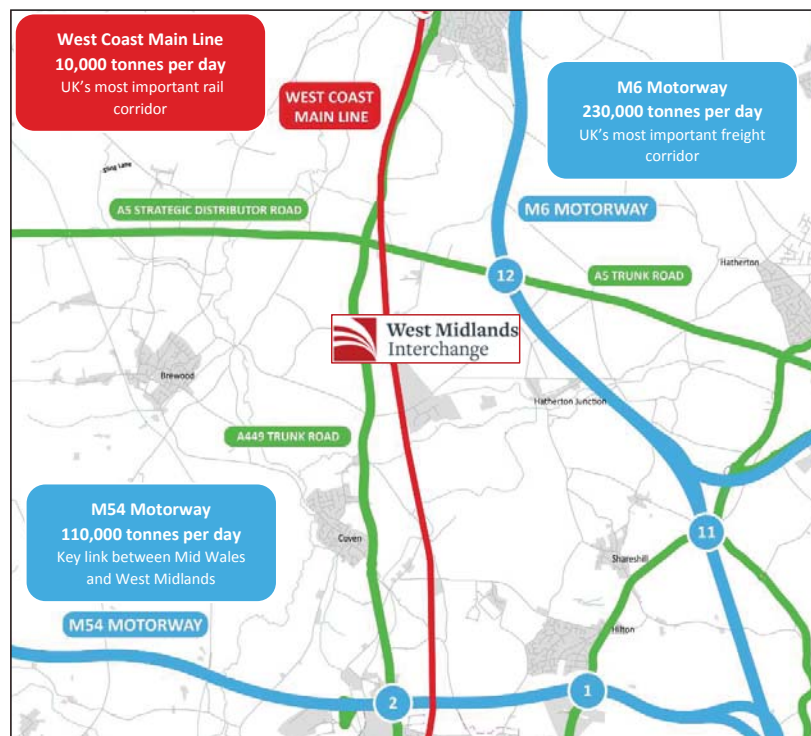 West Coast Main Line
10,000 tonnes per day
UK's most important rail
corridor
WEST COAST
MAIN LINE
M6 Motorway
230,000 tonnes per day
UK's most important freight
corridor
Lane
A5 STRATEGIC DISTRIBUTOR ROAD
M6 MOTORWAY
12
A5 TRUNK ROAD
Hatherton
West Midlands
Interchange
Brewood
Hatherton Junction
A449 TRUNK ROAD
M54 Motorway
110,000 tonnes per day
Key link between Mid Wales
and West Midlands
Coven
11
Shareshill
M54 MOTORWAY
Hilton
2
1